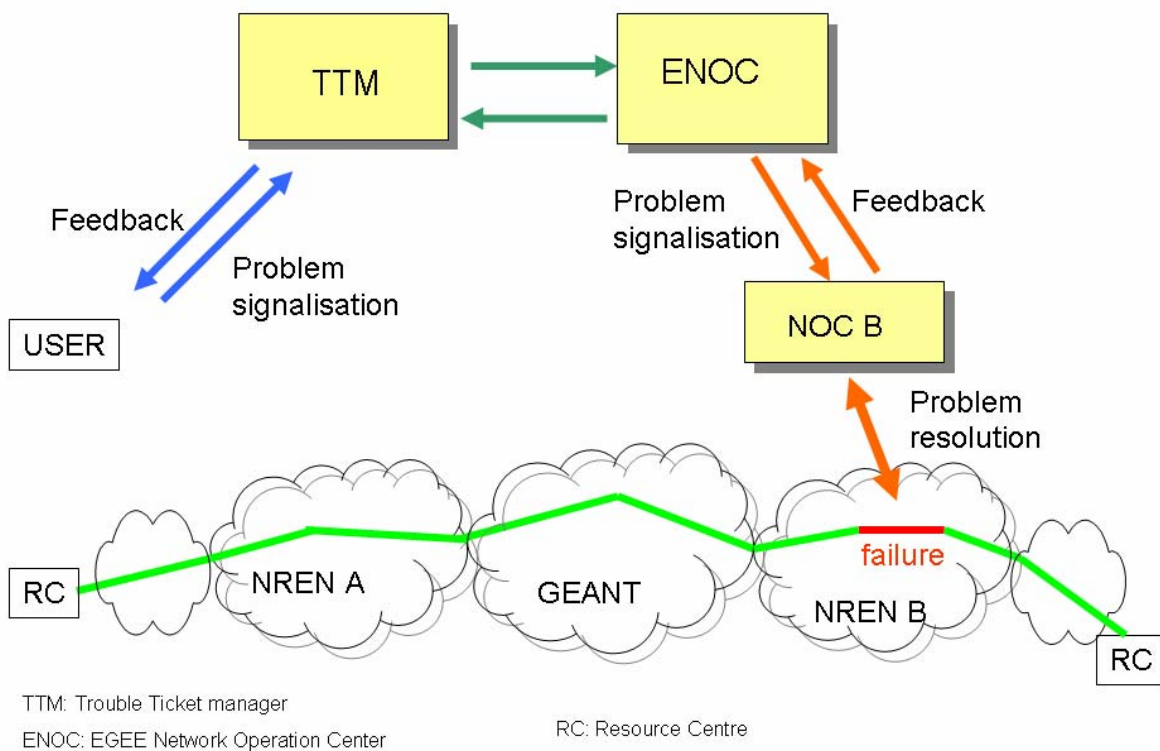 TTM
ENOC
Feedback
Problem
signalisation
Problem
signalisation
Feedback
USER
NOC B
Problem
resolution
failure
RC
NREN A
GEANT
NREN B
RC
TTM: Trouble Ticket manager
ENOC: EGEE Network Operation Center
RC: Resource Centre